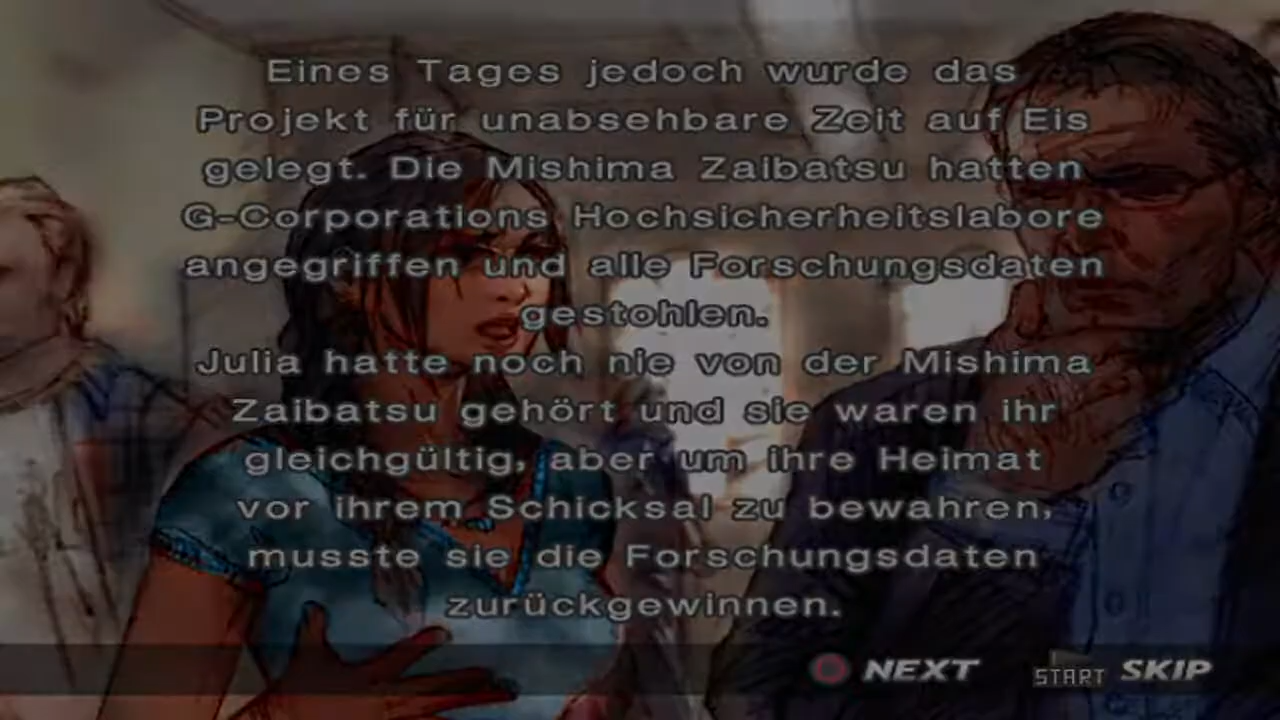 Eines Tages jedoch wurde das
Projekt für unabsehbare Zeit auf Eis
gelegt. Die Mishima Zaibatsu hatten
G-Corporations Hochsicherheitslabore
angegriffen und alle Forschungsdaten
gestohlen.
Julia hatte noch nie von der Mishima
Zaibatsu gehört und sie waren ihr
gleichgültig, aber um ihre Heimat
vor ihrem Schicksal zu bewahren,
musste sie die Forschungsdaten
zurückgewinnen.
NEXT START SKIP